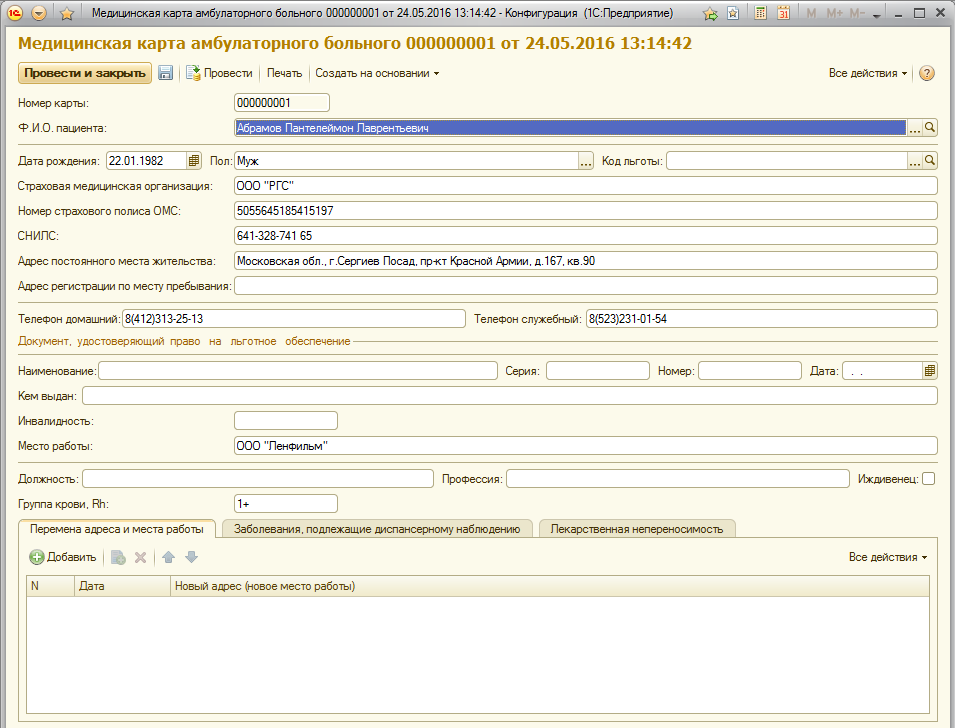 Медицинская карта амбулаторного больного 000000001 от 24.05.2016 13:14:42 - Конфигурация (1С:Предприятие) M M+ M-
Медицинская карта амбулаторного больного 000000001 от 24.05.2016 13:14:42
Провести и закрыть Провести Печать Создать на основании Все действия ?
Номер карты: 000000001
Ф.И.О. пациента: Абрамов Пантелеймон Лаврентьевич ...
Дата рождения: 22.01.1982 Пол: Муж ... Код льготы: ...
Страховая медицинская организация: ООО "РГС"
Номер страхового полиса ОМС: 5055645185415197
СНИЛС: 641-328-741 65
Адрес постоянного места жительства: Московская обл., г.Сергиев Посад, пр-кт Красной Армии, д.167, кв.90
Адрес регистрации по месту пребывания:
Телефон домашний: 8(412)313-25-13 Телефон служебный: 8(523)231-01-54
Документ, удостоверяющий право на льготное обеспечение
Наименование: Серия: Номер: Дата: . .
Кем выдан:
Инвалидность:
Место работы: ООО "Ленфильм"
Должность: Профессия: Иждивенец:
Группа крови, Rh: 1+
Перемена адреса и места работы Заболевания, подлежащие диспансерному наблюдению Лекарственная непереносимость
Добавить Все действия
N Дата Новый адрес (новое место работы)